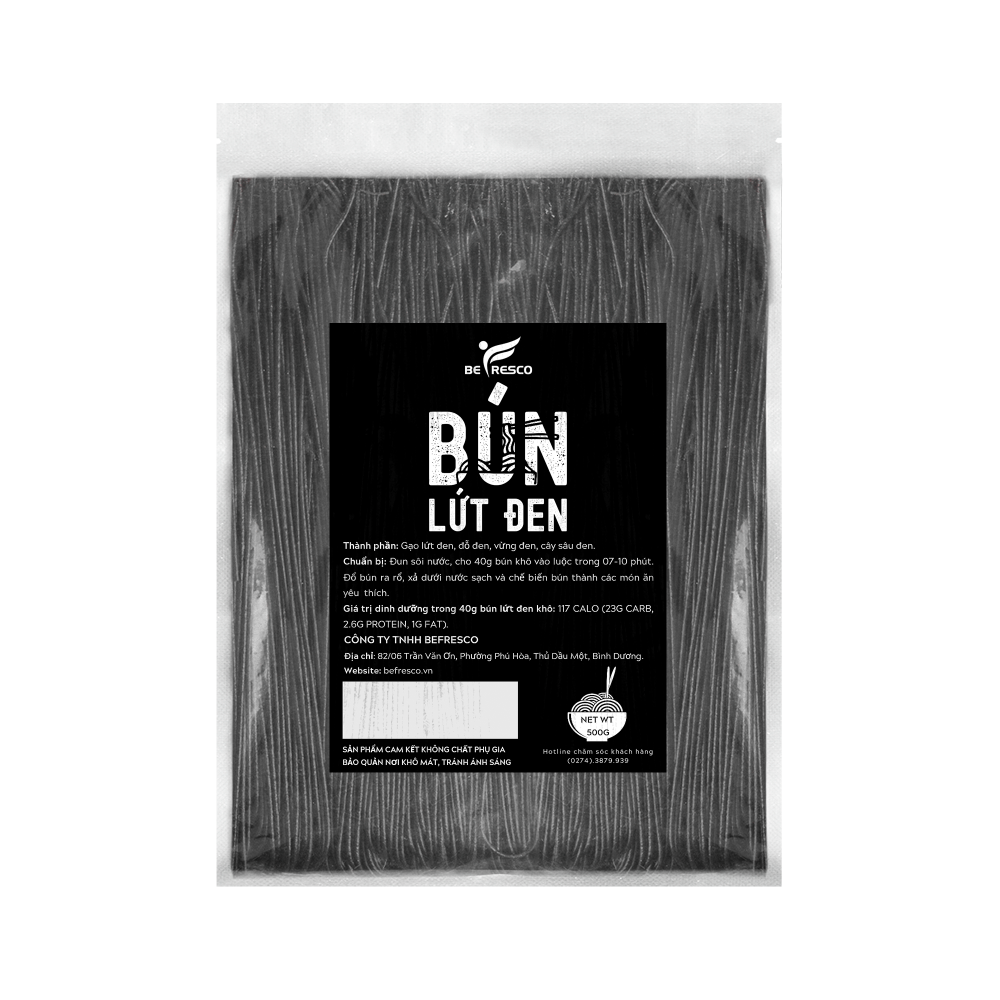 BEFRESCO
BÚN
LỨT ĐEN
Thành phần: Gạo lứt đen, đỗ đen, vừng đen, cây sâu đen.
Chuẩn bị: Đun sôi nước, cho 40g bún khô vào luộc trong 07-10 phút.
Đổ bún ra rổ, xả dưới nước sạch và chế biến bún thành các món ăn
yêu thích.
Giá trị dinh dưỡng trong 40g bún lứt đen khô: 117 CALO (23G CARB,
2.6G PROTEIN, 1G FAT).
CÔNG TY TNHH BEFRESCO
Địa chỉ: 82/06 Trần Văn Ơn, Phường Phú Hòa, Thủ Dầu Một, Bình Dương.
Website: befresco.vn
NET WT
500G
SẢN PHẨM CAM KẾT KHÔNG CHẤT PHỤ GIA
BẢO QUẢN NƠI KHÔ MÁT, TRÁNH ÁNH SÁNG
Hotline chăm sóc khách hàng
(0274).3879.939